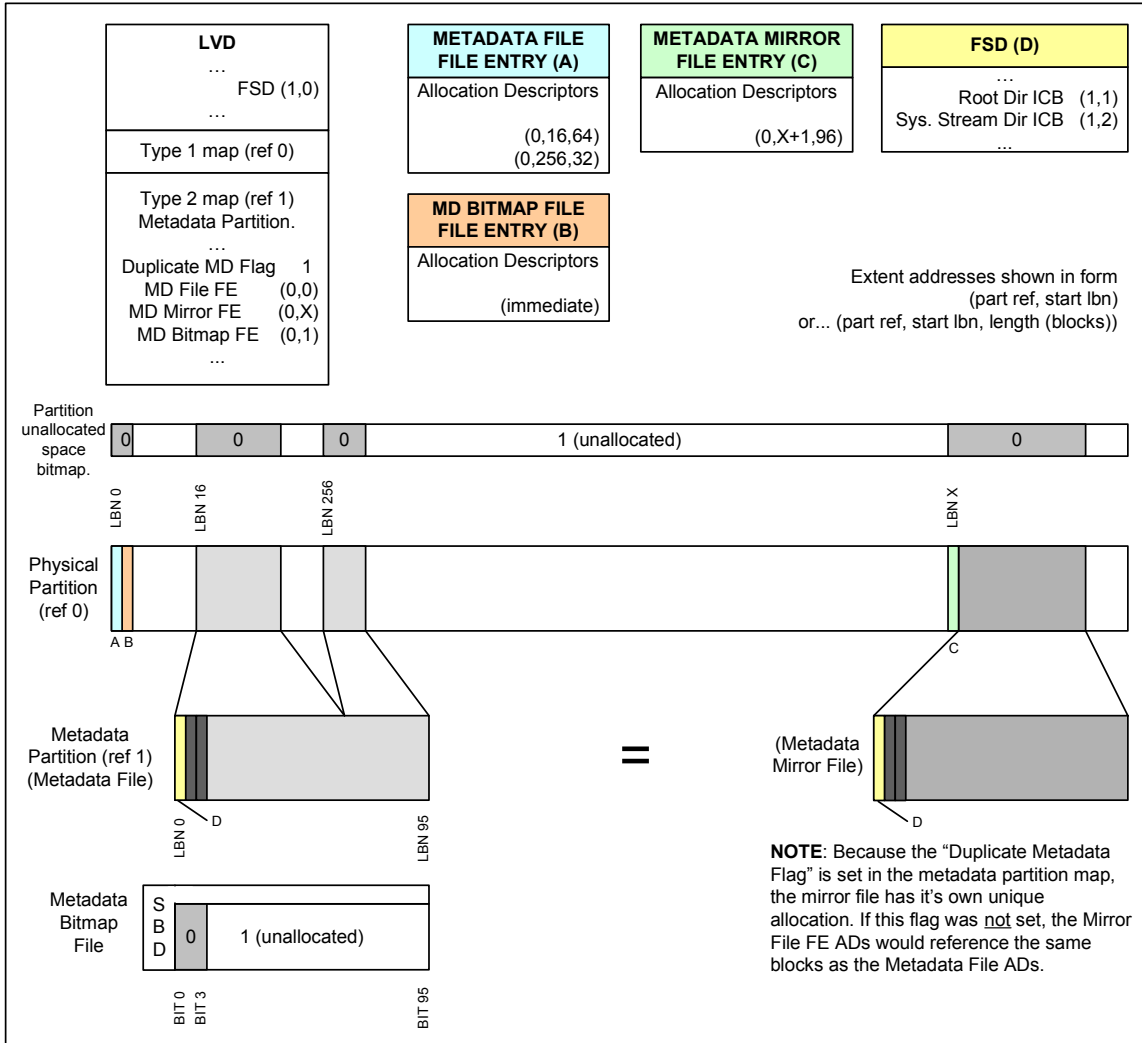 LVD
...
FSD (1,0)
...
Type 1 map (ref 0)
Type 2 map (ref 1)
Metadata Partition.
...
Duplicate MD Flag 1
MD File FE (0,0)
MD Mirror FE (0,X)
MD Bitmap FE (0,1)
...
METADATA FILE
FILE ENTRY (A)
Allocation Descriptors
(0,16,64)
(0,256,32)
METADATA MIRROR
FILE ENTRY (C)
Allocation Descriptors
(0,X+1,96)
FSD (D)
...
Root Dir ICB (1,1)
Sys. Stream Dir ICB (1,2)
...
MD BITMAP FILE
FILE ENTRY (B)
Allocation Descriptors
(immediate)
Extent addresses shown in form
(part ref, start lbn)
or... (part ref, start lbn, length (blocks))
Partition
unallocated
space
bitmap.
0
0
0
1 (unallocated)
0
LBN 0
LBN 16
LBN 256
LBN X
Physical
Partition
(ref 0)
A B
C
Metadata
Partition (ref 1)
(Metadata File)
D
LBN 0
LBN 95
=
(Metadata
Mirror File)
D
Metadata
Bitmap
File
S
B
D
0
1 (unallocated)
BIT 0
BIT 3
BIT 95
NOTE: Because the “Duplicate Metadata
Flag” is set in the metadata partition map,
the mirror file has it's own unique
allocation. If this flag was not set, the Mirror
File FE ADs would reference the same
blocks as the Metadata File ADs.